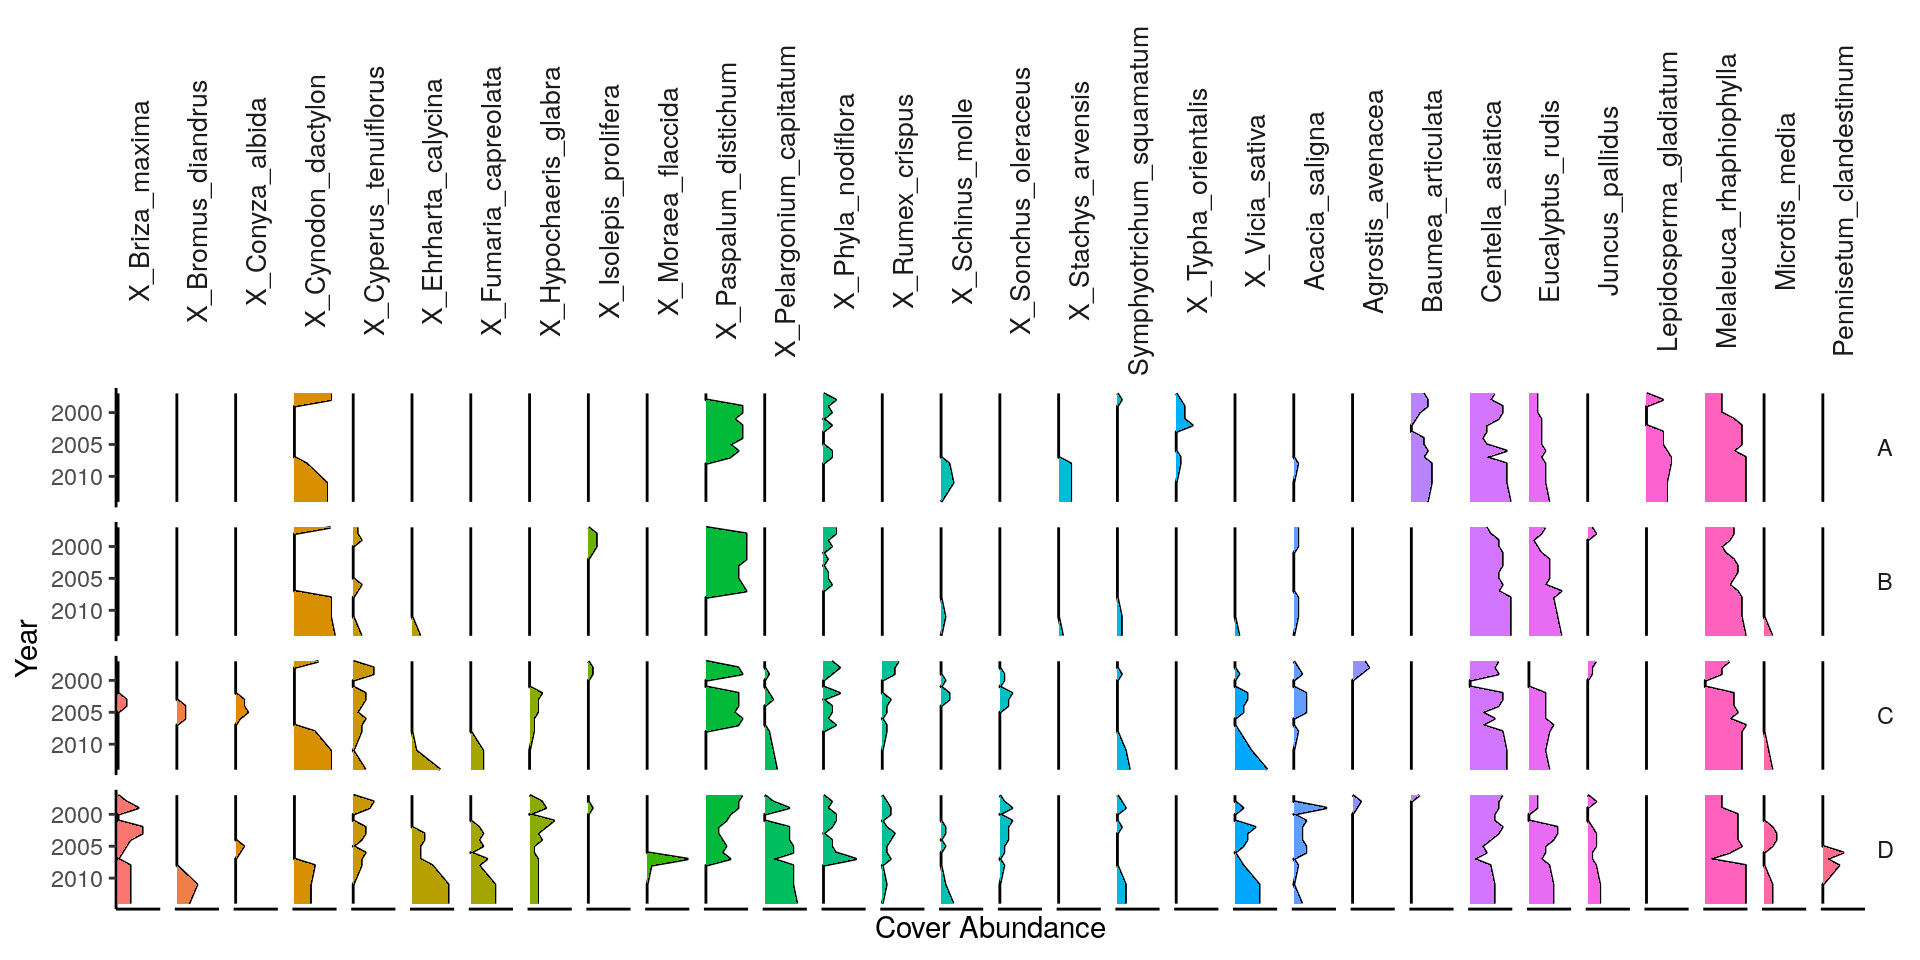 X_Briza_maxima
X_Bromus_diandrus
X_Conyza_albida
X_Cynodon_dactylon
X_Cyperus_tenuiflorus
X_Ehrharta_calycina
X_Fumaria_capreolata
X_Hypochaeris_glabra
X_Isolepis_prolifera
X_Moraea_flaccida
X_Paspalum_distichum
X_Pelargonium_capitatum
X_Phyla_nodiflora
X_Rumex_crispus
X_Schinus_molle
X_Sonchus_oleraceus
X_Stachys_arvensis
Symphyotrichum_squamatum
X_Typha_orientalis
X_Vicia_sativa
Acacia_saligna
Agrostis_avenacea
Baumea_articulata
Centella_asiatica
Eucalyptus_rudis
Juncus_pallidus
Lepidosperma_gladiatum
Melaleuca_rhaphiophylla
Microtis_media
Pennisetum_clandestinum
2000
2005
2010
A
2000
2005
2010
B
2000
2005
2010
C
2000
2005
2010
D
Year
Cover Abundance